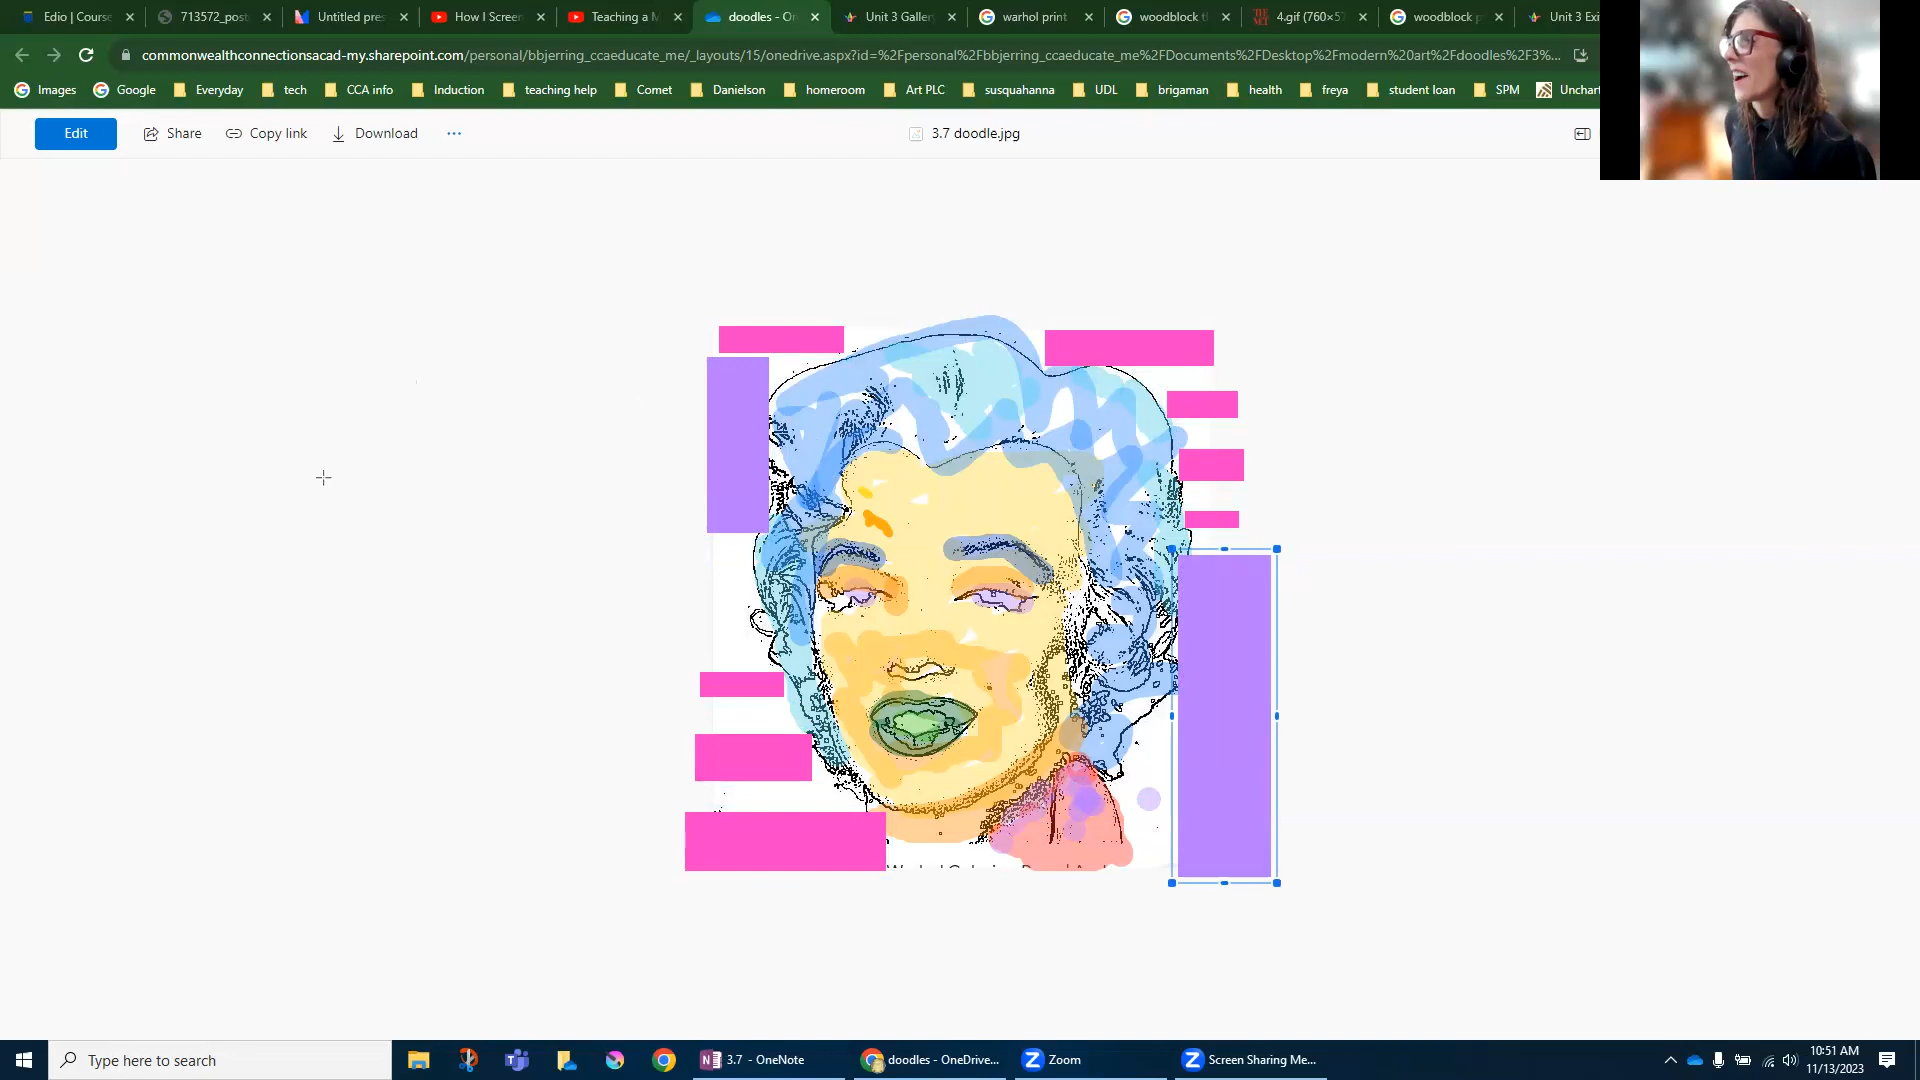 Edio | Course
713572_post
Untitled pres
How I Screen
Teaching a M
doodles - On
Unit 3 Galler
warhol print
woodblock t
4.gif (760×57
woodblock p
Unit 3 Exi
commonwealthconnectionsacad-my.sharepoint.com/personal/bbjerring_ccaeducate_me/_layouts/15/onedrive.aspx?id=%2Fpersonal%2Fbbjerring_ccaeducate_me%2FDocuments%2FDesktop%2Fmodern%20art%2Fdoodles%2F3%...
Images
Google
Everyday
tech
CCA info
Induction
teaching help
Comet
Danielson
homeroom
Art PLC
susquahanna
UDL
brigaman
health
freya
student loan
SPM
Unchart
Edit
Share
Copy link
Download
...
3.7 doodle.jpg
Type here to search
3.7 - OneNote
doodles - OneDrive...
Zoom
Screen Sharing Me...
10:51 AM
11/13/2023